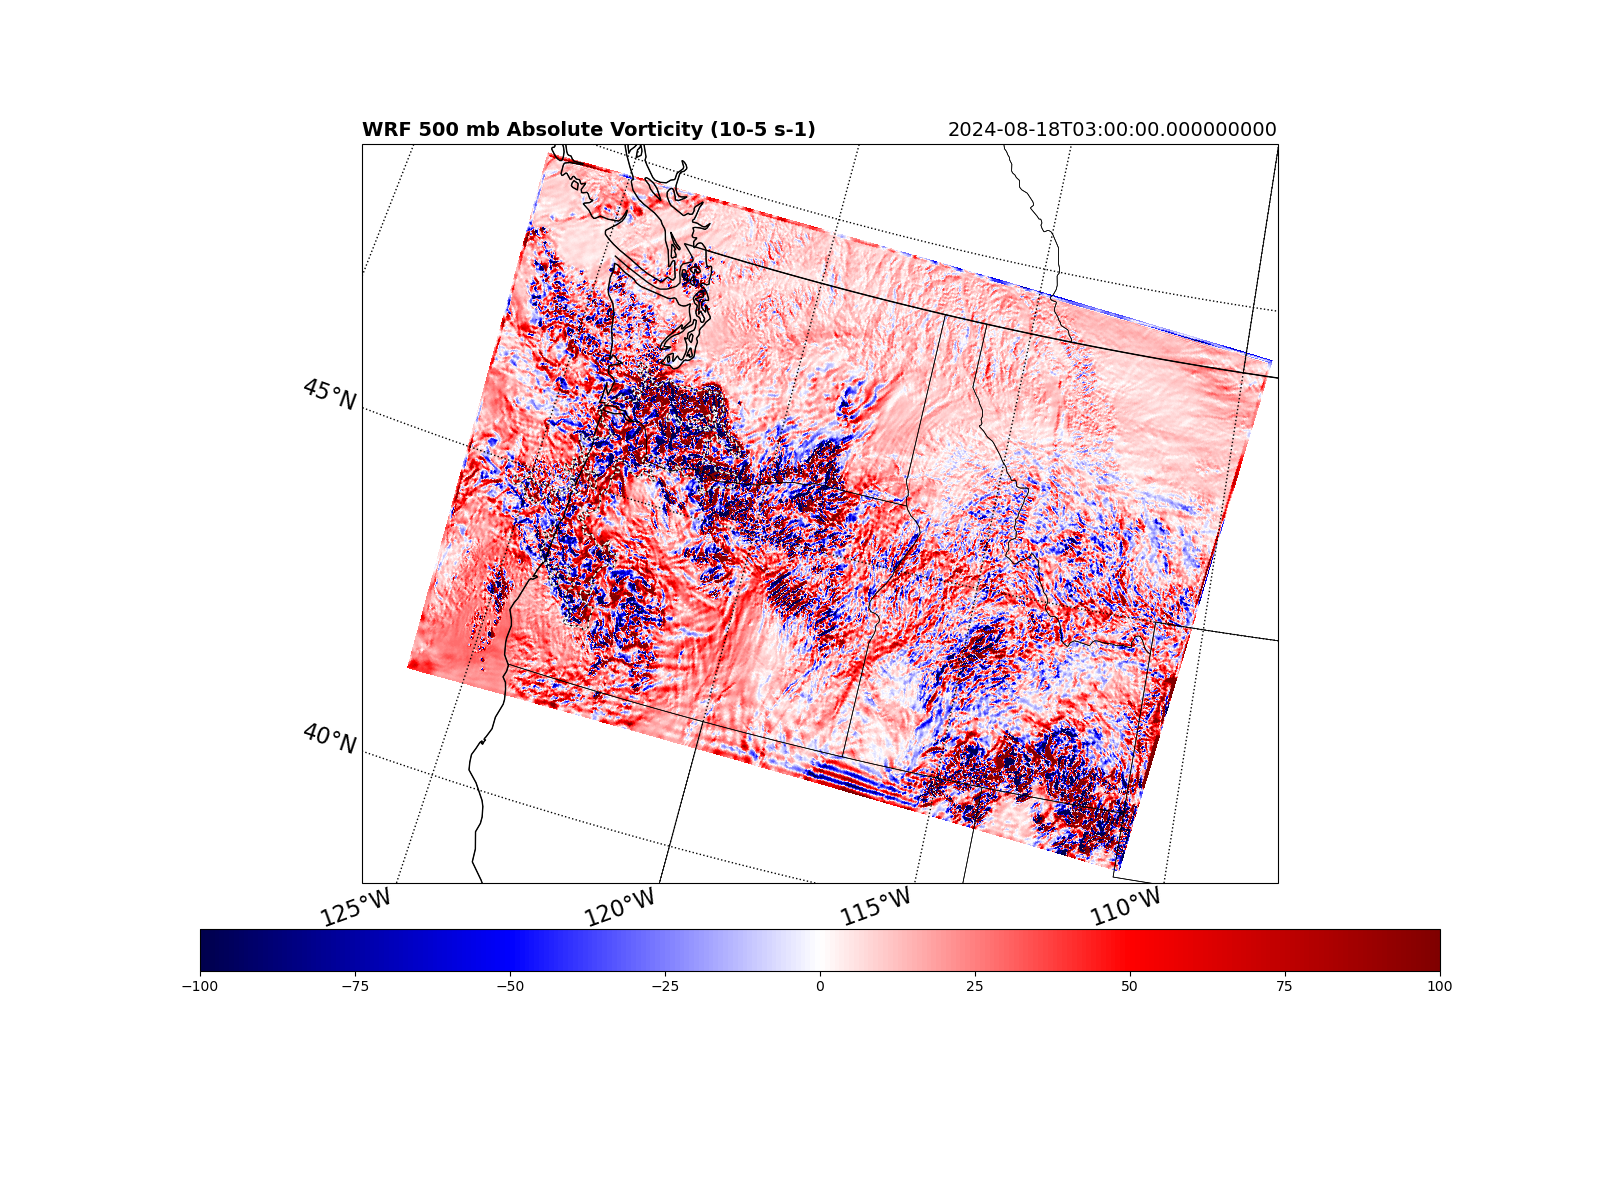 WRF 500 mb Absolute Vorticity (10-5 s-1) 2024-08-18T03:00:00.000000000
45°N
40°N
125°W 120°W 115°W 110°W
−100 −75 −50 −25 0 25 50 75 100